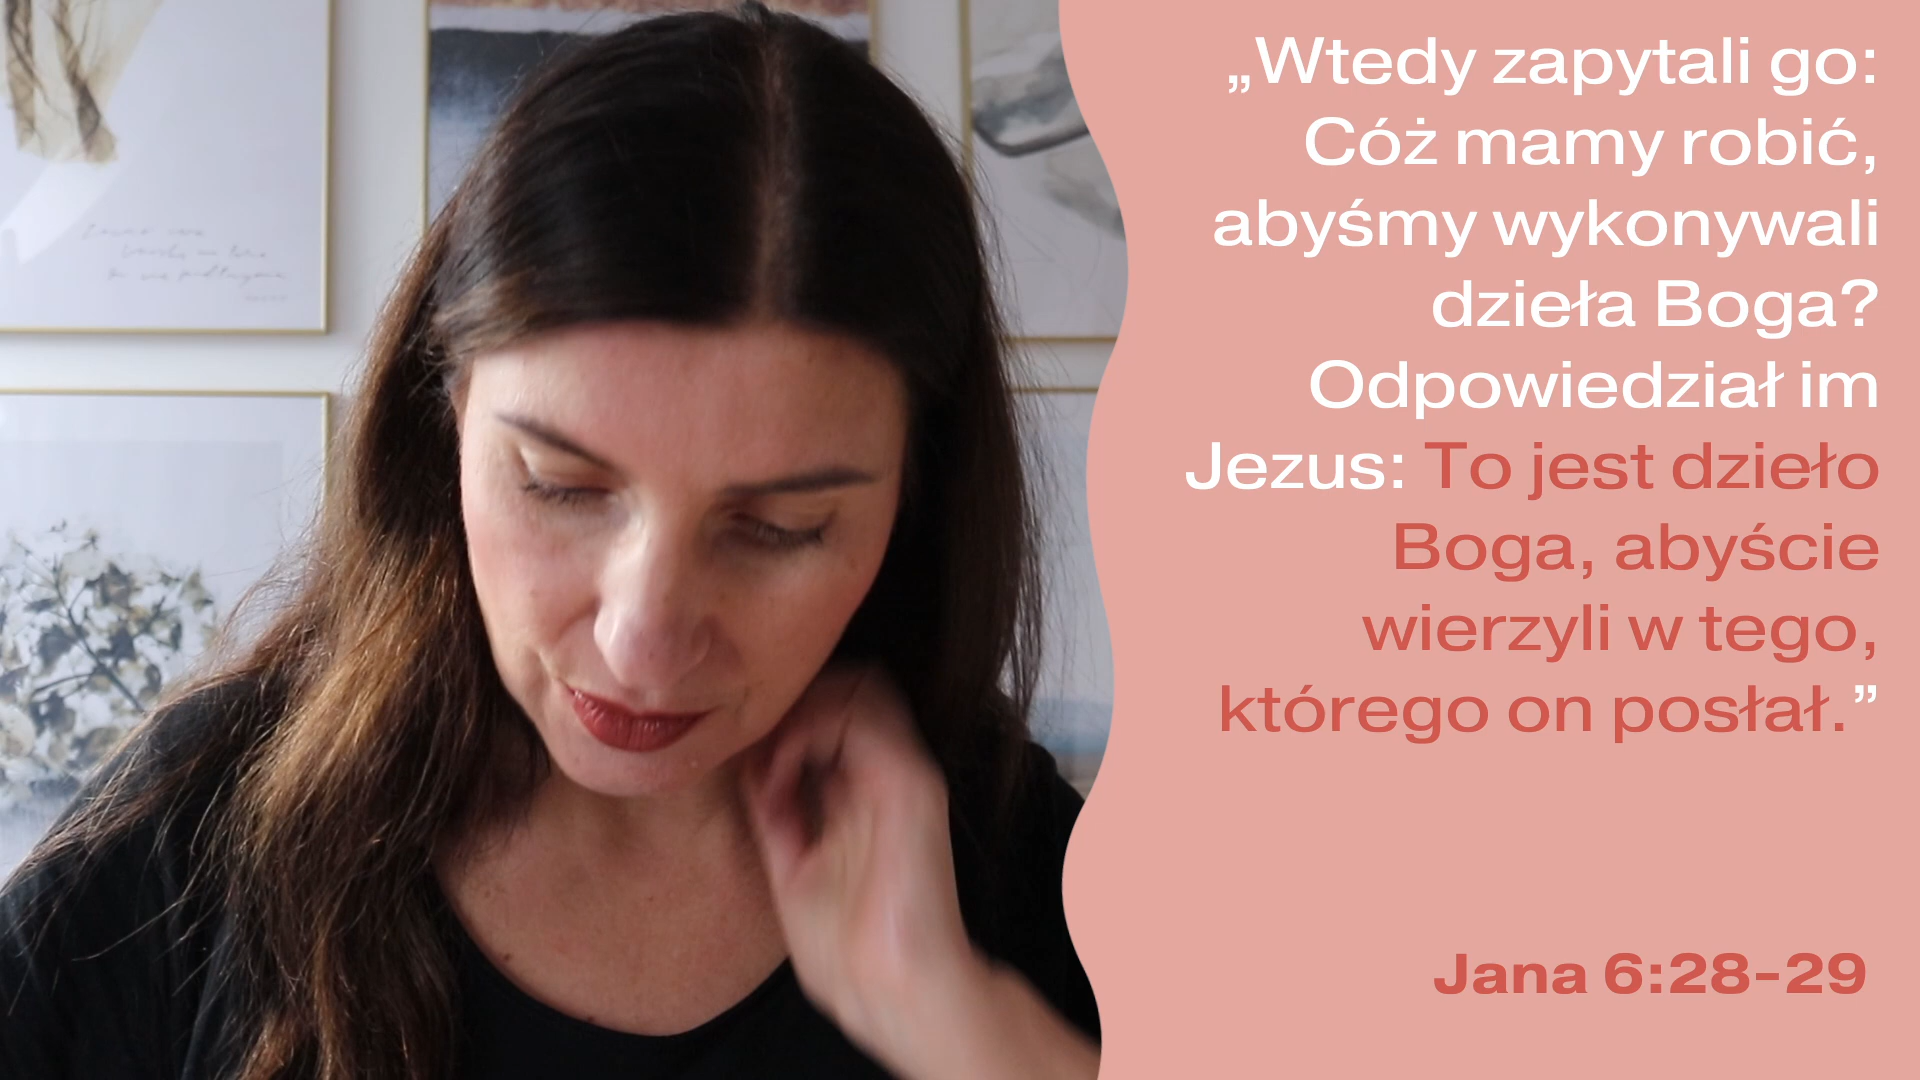 „Wtedy zapytali go:
Cóż mamy robić,
abyśmy wykonywali
dzieła Boga?
Odpowiedział im
Jezus: To jest dzieło
Boga, abyście
wierzyli w tego,
którego on posłał.”
Jana 6:28-29